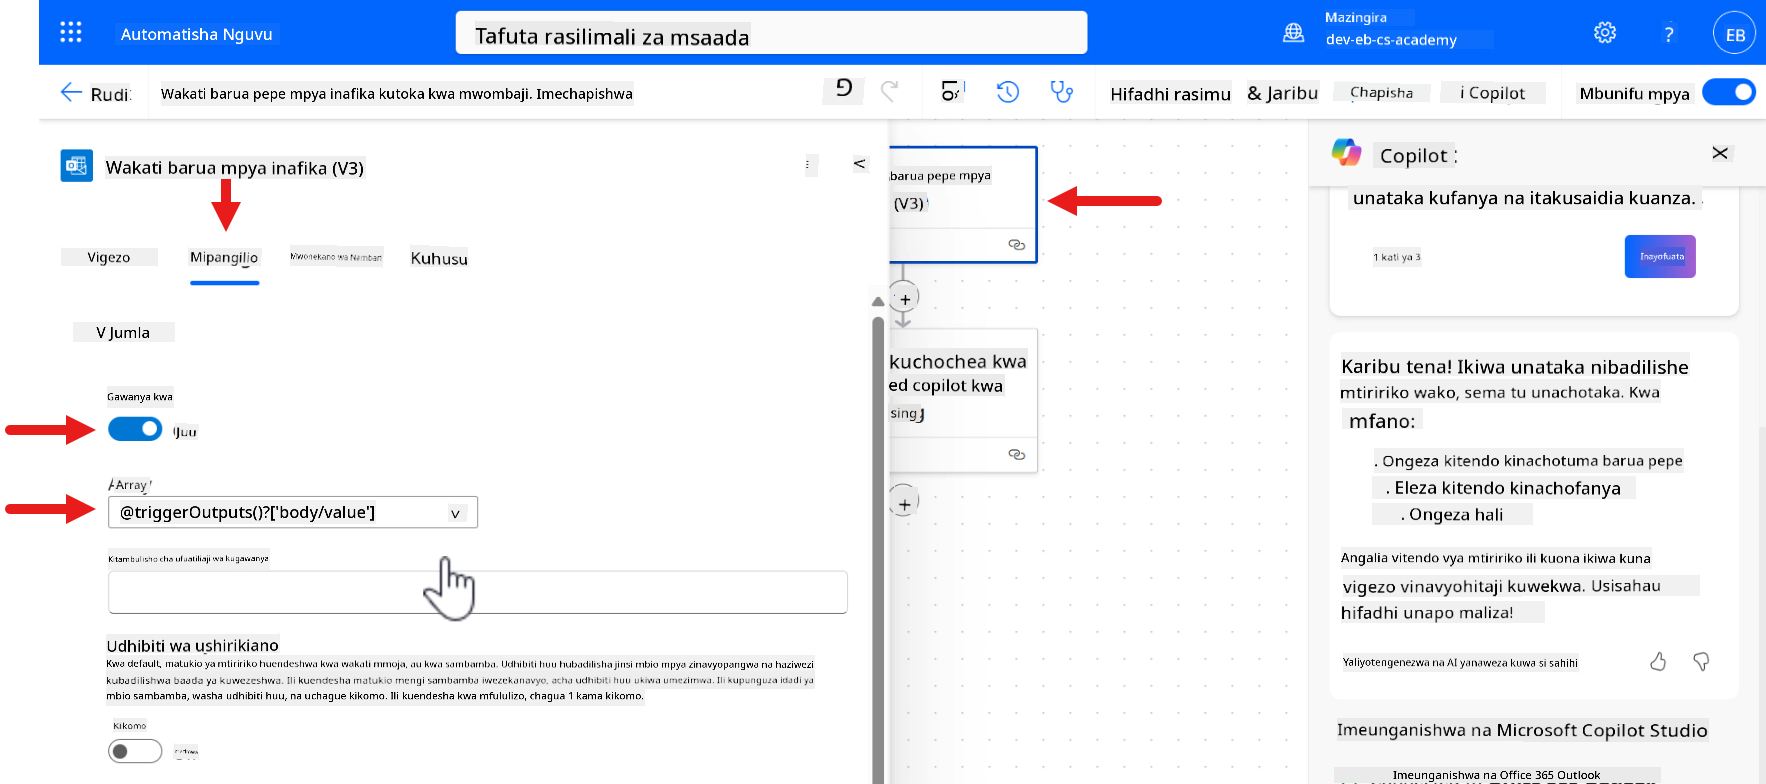 Automatisha Nguvu
Tafuta rasilimali za msaada
Mazingira
dev-eb-cs-academy
?
EB
Rudi
Wakati barua pepe mpya inafika kutoka kwa mwombaji. Imechapishwa
Hifadhi rasimu
& Jaribu
Chapisha
i Copilot
Mbunifu mpya
Wakati barua mpya inafika (V3)
Vigezo
Mipangilio
Kuhusu
V Jumla
Gawanya kwa
Juu
Array
@triggerOutputs()?['body/value']
Kitambulisho cha ufuatiliaji wa kugawanya
Udhibiti wa ushirikiano
Kwa default, matukio ya mtiririko huendeshwa kwa wakati mmoja, au kwa sambamba. Udhibiti huu hubadilisha jinsi mbio mpya zinavyopangwa na haziwezi
kubadilishwa baada ya kuwezeshwa. Ili kuendesha matukio mengi sambamba iwezekanavyo, acha udhibiti huu ukiwa umezimwa. Ili kupunguza idadi ya
mbio sambamba, washa udhibiti huu, na uchague kikomo. Ili kuendesha kwa mfululizo, chagua 1 kama kikomo.
Kikomo
barua pepe mpya
(V3)
kuchochea kwa
ed copilot kwa
sing
Copilot
unataka kufanya na itakusaidia kuanza.
1 kati ya 3
Inayofuata
Karibu tena! Ikiwa unataka nibadilishe
mtiririko wako, sema tu unachotaka. Kwa
mfano:
. Ongeza kitendo kinachotuma barua pepe
. Eleza kitendo kinachofanya
. Ongeza hali
Angalia vitendo vya mtiririko ili kuona ikiwa kuna
vigezo vinavyohitaji kuwekwa. Usisahau
hifadhi unapo maliza!
Yaliyotengenezwa na AI yanaweza kuwa si sahihi
Imeunganishwa na Microsoft Copilot Studio
Imeunganishwa na Office 365 Outlook